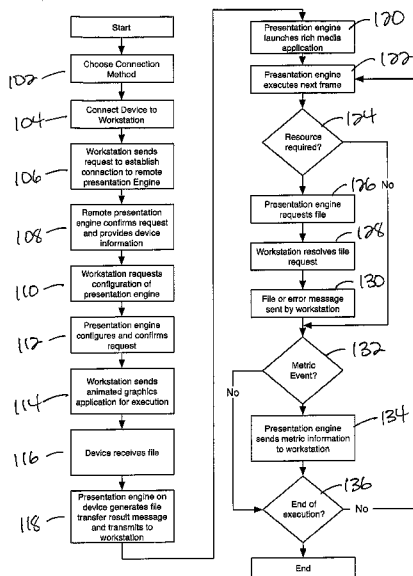 Start
102
Choose Connection
Method
104
Connect Device to
Workstation
106
Workstation sends
request to establish
connection to remote
presentation Engine
108
Remote presentation
engine confirms request
and provides device
information
110
Workstation requests
configuration of
presentation engine
112
Presentation engine
configures and confirms
request
114
Workstation sends
animated graphics
application for execution
116
Device receives file
118
Presentation engine on
device generates file
transfer result message
and transmits to
workstation
120
Presentation engine
launches rich media
application
122
Presentation engine
executes next frame
124
Resource
required?
No
126
Presentation engine
requests file
128
Workstation resolves file
request
130
File or error message
sent by workstation
132
Metric
Event?
No
134
Presentation engine
sends metric information
to workstation
136
End of
execution?
No
End